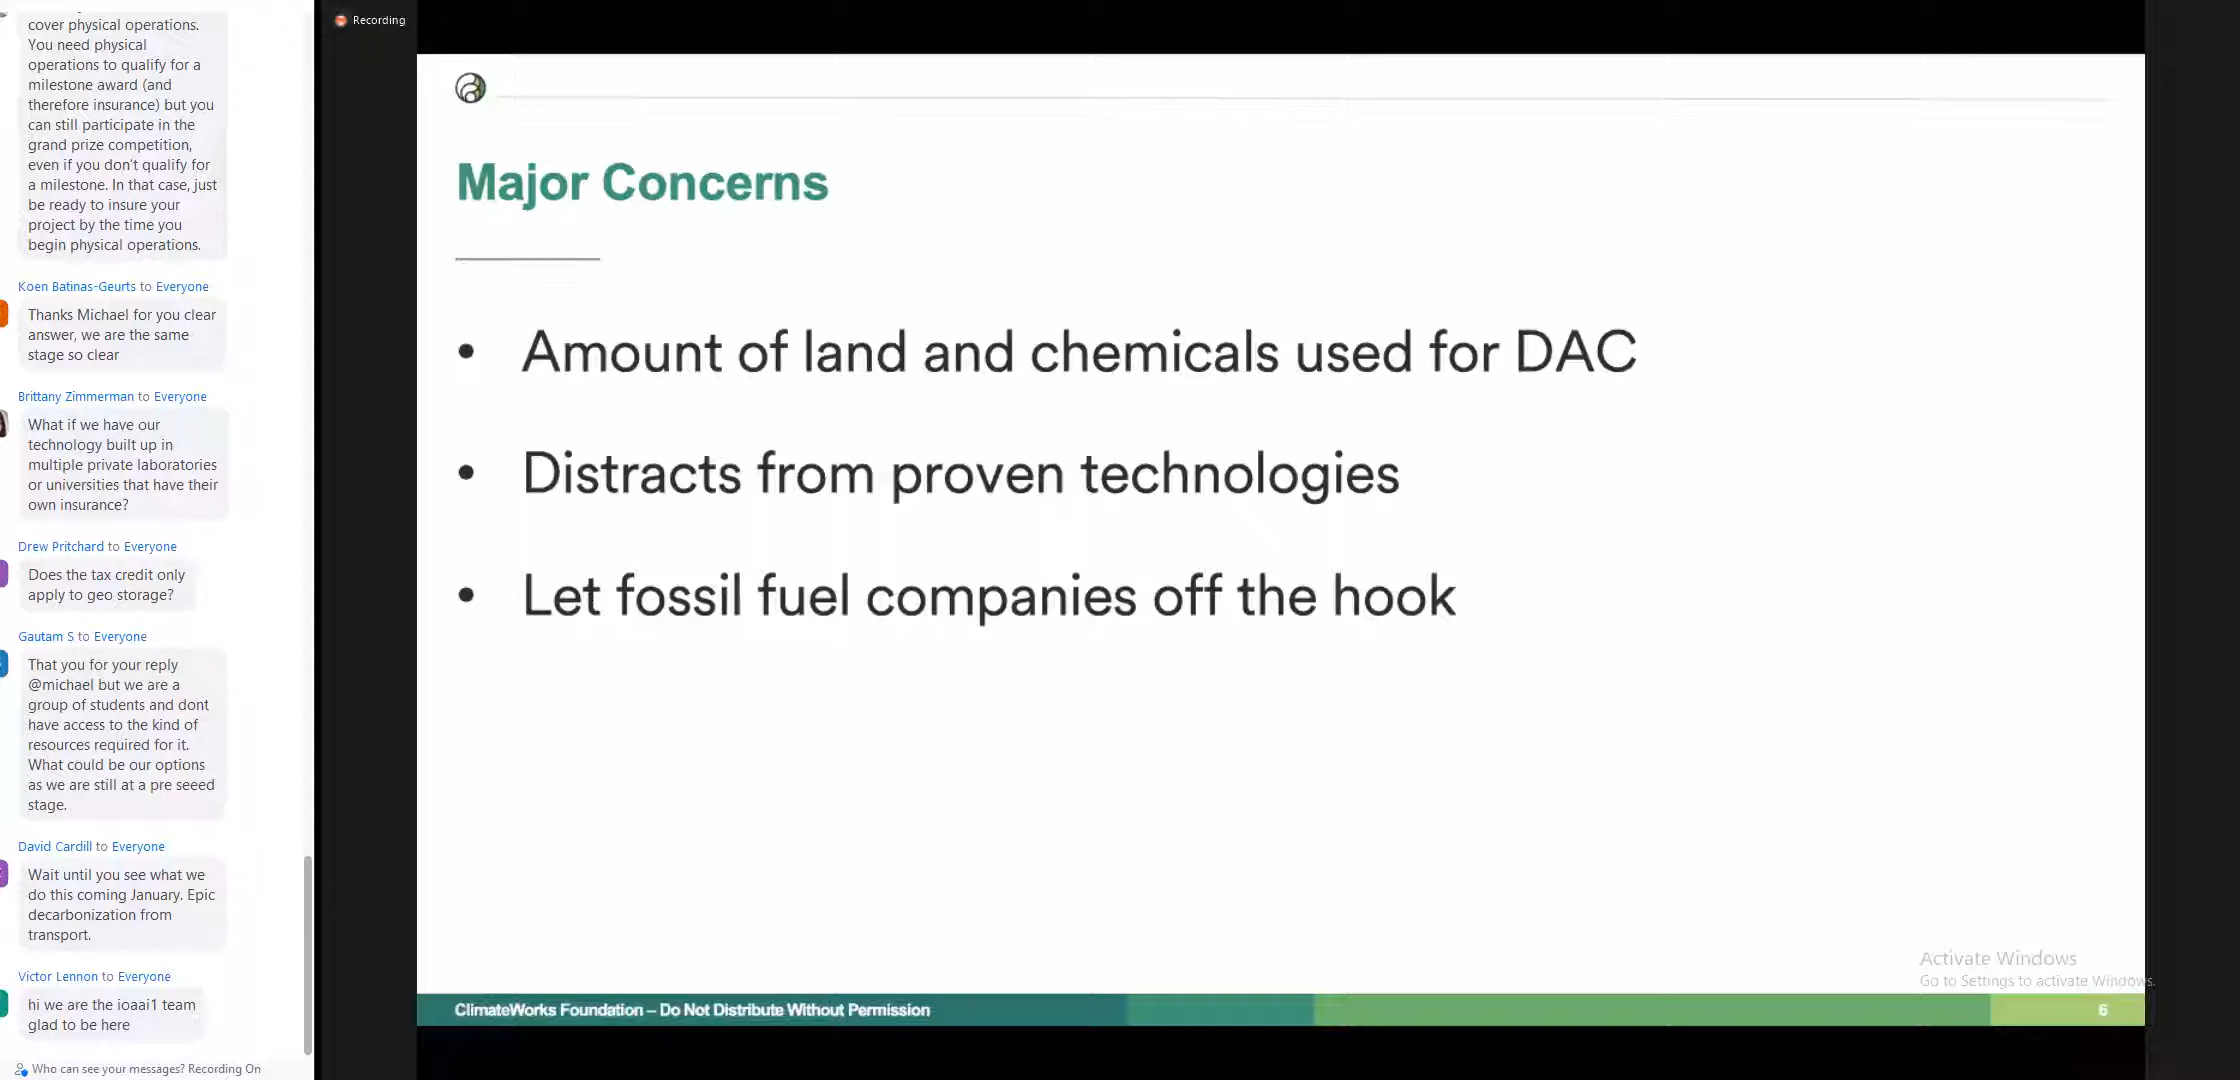 cover physical operations.
You need physical
operations to qualify for a
milestone award (and
therefore insurance) but you
can still participate in the
grand prize competition,
even if you don't qualify for
a milestone. In that case, just
be ready to insure your
project by the time you
begin physical operations.
Koen Batinas-Geurts to Everyone
Thanks Michael for you clear
answer, we are the same
stage so clear
Brittany Zimmerman to Everyone
What if we have our
technology built up in
multiple private laboratories
or universities that have their
own insurance?
Drew Pritchard to Everyone
Does the tax credit only
apply to geo storage?
Gautam S to Everyone
That you for your reply
@michael but we are a
group of students and dont
have access to the kind of
resources required for it.
What could be our options
as we are still at a pre seeed
stage.
David Cardill to Everyone
Wait until you see what we
do this coming January. Epic
decarbonization from
transport.
Victor Lennon to Everyone
hi we are the ioaai1 team
glad to be here
Who can see your messages? Recording On
Recording
Major Concerns
• Amount of land and chemicals used for DAC
• Distracts from proven technologies
• Let fossil fuel companies off the hook
Activate Windows
Go to Settings to activate Windows.
ClimateWorks Foundation – Do Not Distribute Without Permission
6